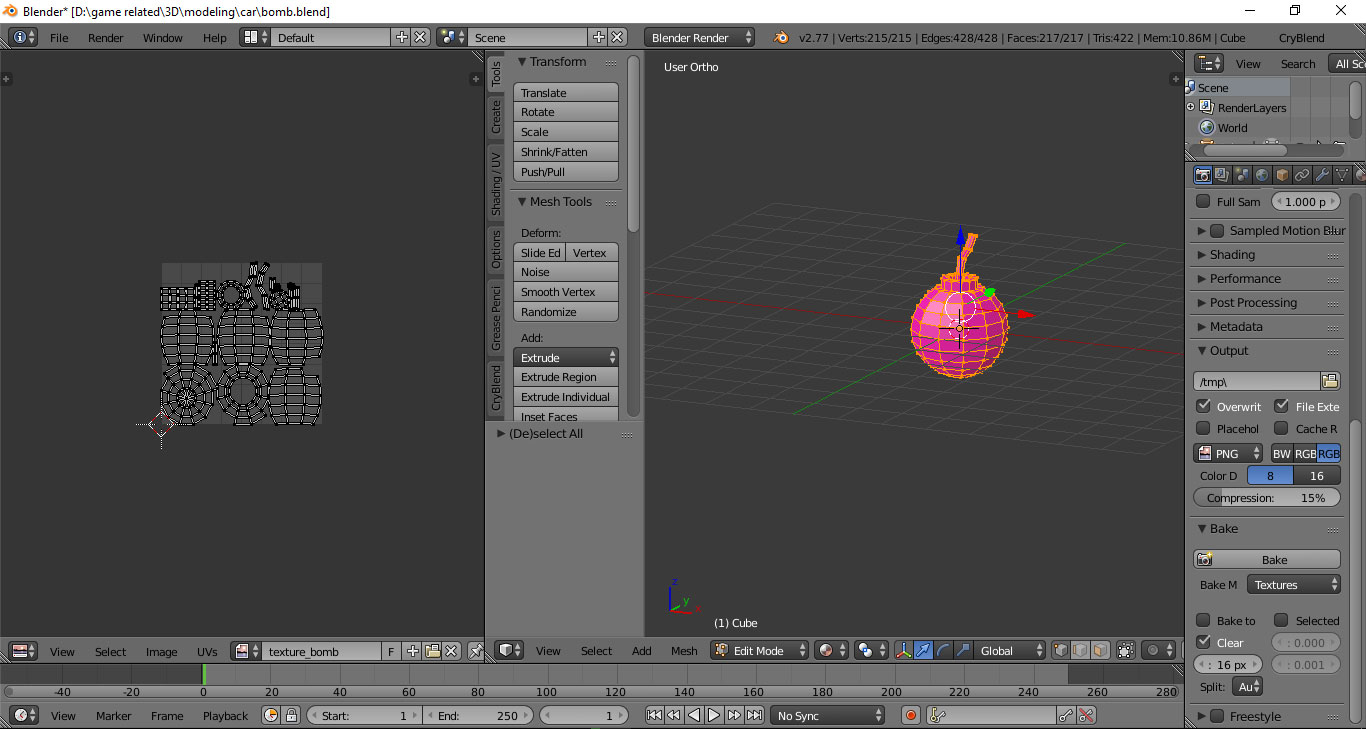 Blender* [D:\game related\3D\modeling\car\bomb.blend]
File Render Window Help Default Scene Blender Render v2.77 | Verts:215/215 | Edges:428/428 | Faces:217/217 | Tris:422 | Mem:10.86M | Cube CryBlend
Tools
Create
Shading / UV
Options
Grease Penci
CryBlend
Transform
Translate
Rotate
Scale
Shrink/Fatten
Push/Pull
Mesh Tools
Deform:
Slide Ed Vertex
Noise
Smooth Vertex
Randomize
Add:
Extrude
Extrude Region
Extrude Individual
Inset Faces
(De)select All
User Ortho
z
y
x
(1) Cube
View Search All Sc
Scene
RenderLayers
World
Full Sam 1.000 p
Sampled Motion Blur
Shading
Performance
Post Processing
Metadata
Output
/tmp\
Overwrit File Exte
Placehol Cache R
PNG BW RGB RGB
Color D 8 16
Compression: 15%
Bake
Bake
Bake M Textures
Bake to Selected
Clear : 0.000
: 16 px : 0.001
Split: Au
Freestyle
View Select Image UVs texture_bomb F
View Select Add Mesh Edit Mode Global
-40 -20 0 20 40 60 80 100 120 140 160 180 200 220 240 260 280
View Marker Frame Playback Start: 1 End: 250 1 No Sync